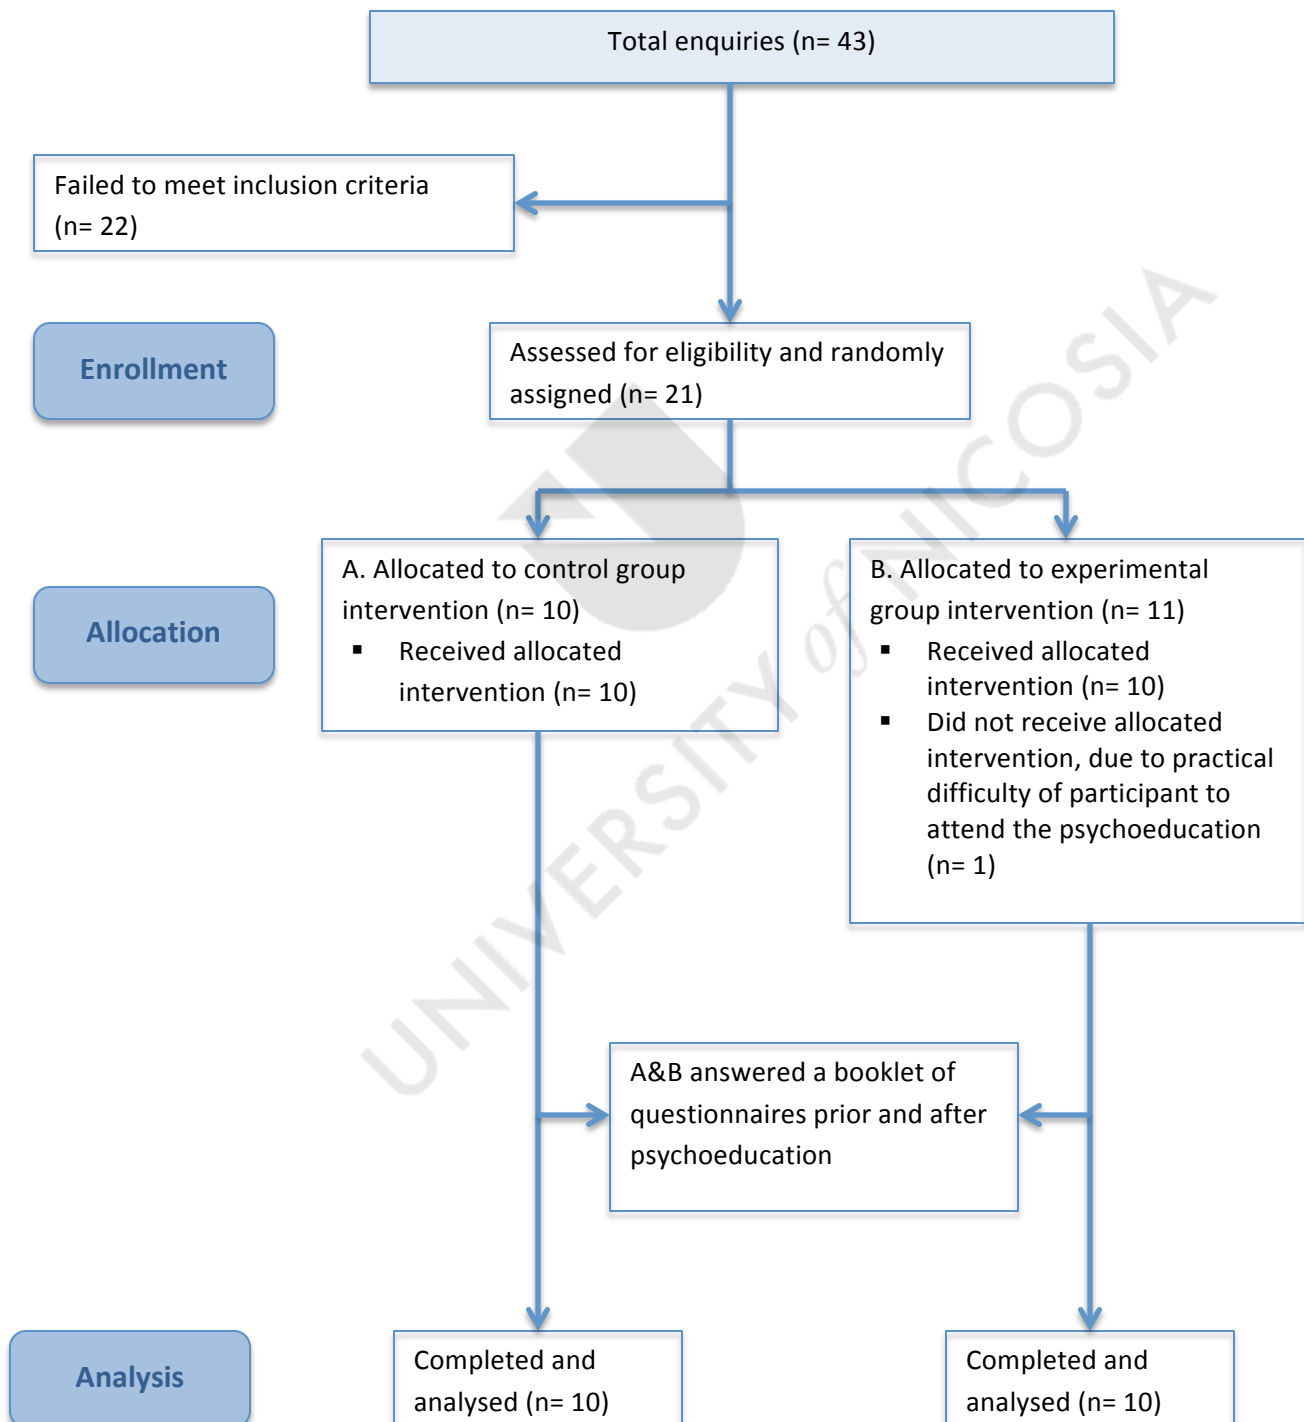 Total enquiries (n= 43)
Failed to meet inclusion criteria
(n= 22)
Enrollment
Assessed for eligibility and randomly
assigned (n= 21)
Allocation
A. Allocated to control group
intervention (n= 10)
▪ Received allocated
intervention (n= 10)
B. Allocated to experimental
group intervention (n= 11)
▪ Received allocated
intervention (n= 10)
▪ Did not receive allocated
intervention, due to practical
difficulty of participant to
attend the psychoeducation
(n= 1)
A&B answered a booklet of
questionnaires prior and after
psychoeducation
Analysis
Completed and
analysed (n= 10)
Completed and
analysed (n= 10)
UNIVERSITY of NICOSIA